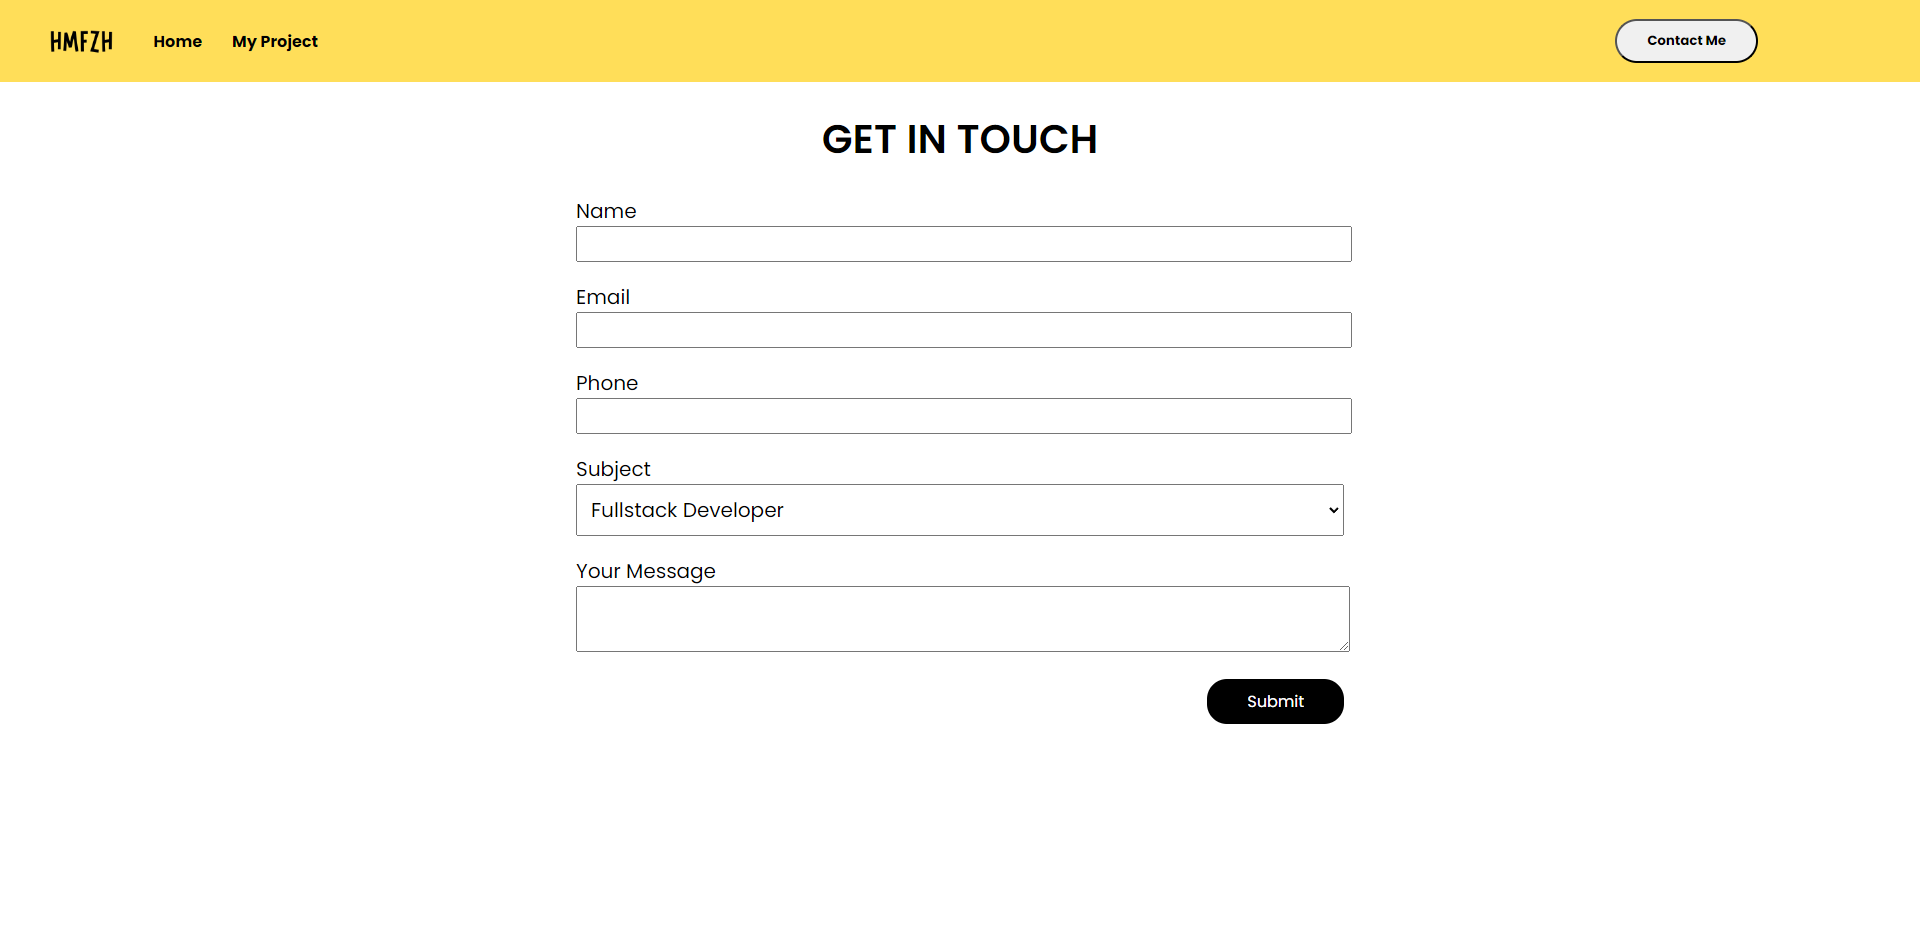 HMFZH Home My Project Contact Me
GET IN TOUCH
Name
Email
Phone
Subject
Fullstack Developer
Your Message
Submit